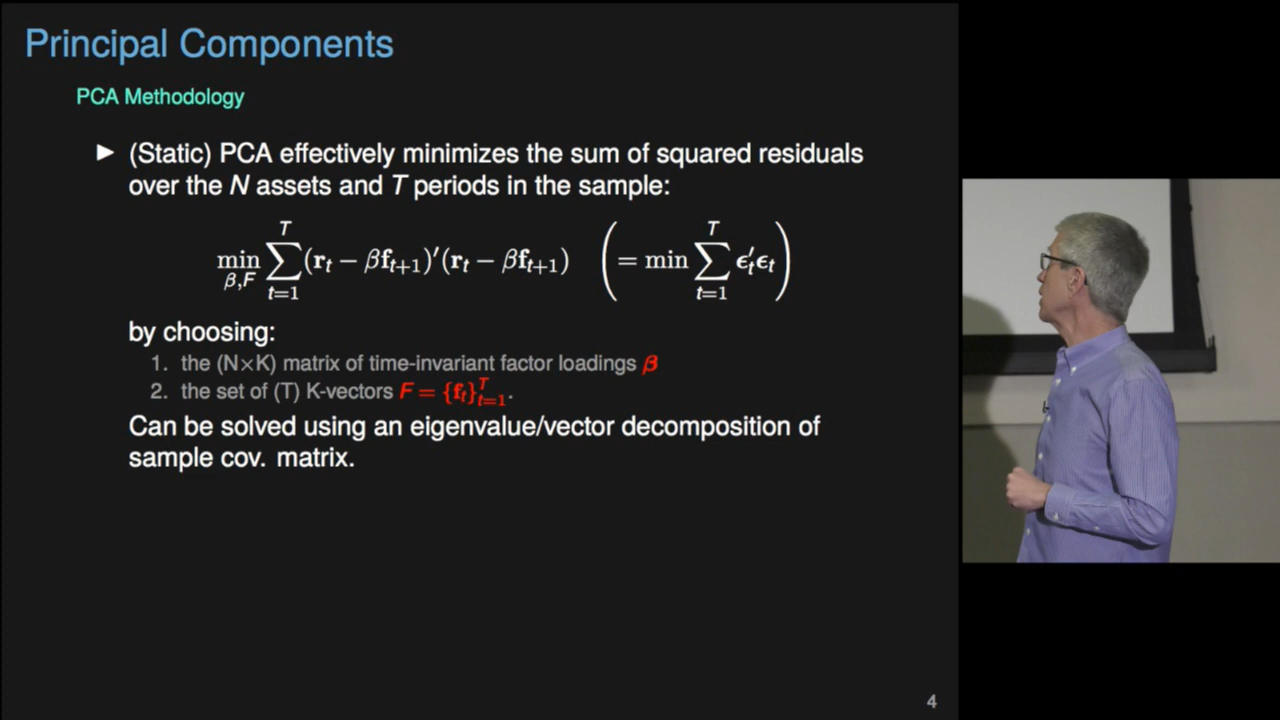 Principal Components
PCA Methodology
► (Static) PCA effectively minimizes the sum of squared residuals
over the N assets and T periods in the sample:
min_{β,F} ∑_{t=1}^{T} (r_t − βf_{t+1})′(r_t − βf_{t+1}) ( = min ∑_{t=1}^{T} ϵ′_t ϵ_t )
by choosing:
1. the (N×K) matrix of time-invariant factor loadings β
2. the set of (T) K-vectors F = {f_t}_{t=1}^{T}.
Can be solved using an eigenvalue/vector decomposition of
sample cov. matrix.
4